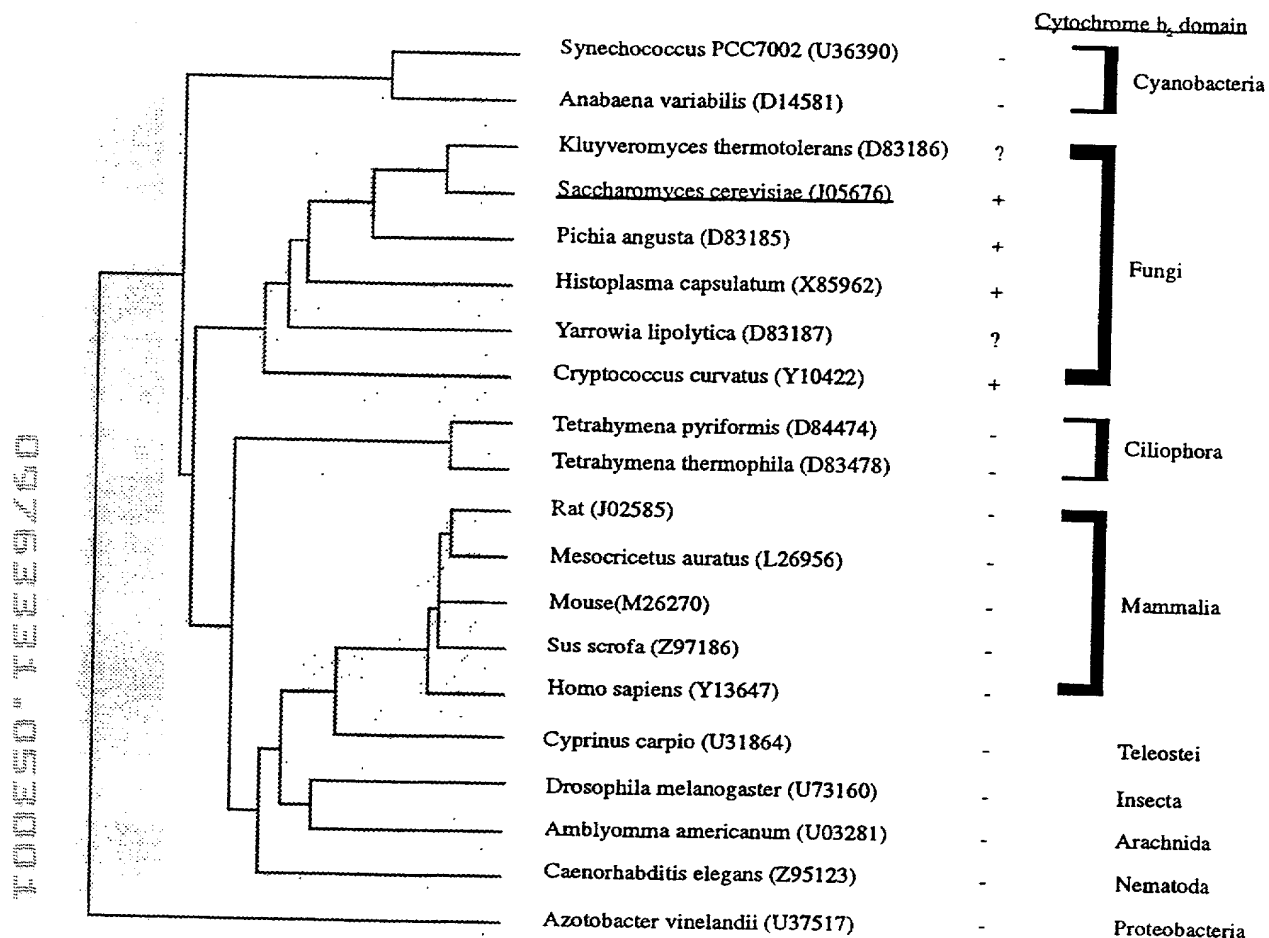 Cytochrome b₅ domain
Synechococcus PCC7002 (U36390) -
Cyanobacteria
Anabaena variabilis (D14581) -
Kluyveromyces thermotolerans (D83186) ?
Saccharomyces cerevisiae (J05676) +
Pichia angusta (D83185) +
Fungi
Histoplasma capsulatum (X85962) +
Yarrowia lipolytica (D83187) ?
Cryptococcus curvatus (Y10422) +
Tetrahymena pyriformis (D84474) -
Ciliophora
Tetrahymena thermophila (D83478) -
Rat (J02585) -
Mesocricetus auratus (L26956) -
Mouse(M26270) -
Mammalia
Sus scrofa (Z97186) -
Homo sapiens (Y13647) -
Cyprinus carpio (U31864) - Teleostei
Drosophila melanogaster (U73160) - Insecta
Amblyomma americanum (U03281) - Arachnida
Caenorhabditis elegans (Z95123) - Nematoda
Azotobacter vinelandii (U37517) - Proteobacteria
09763331.053001